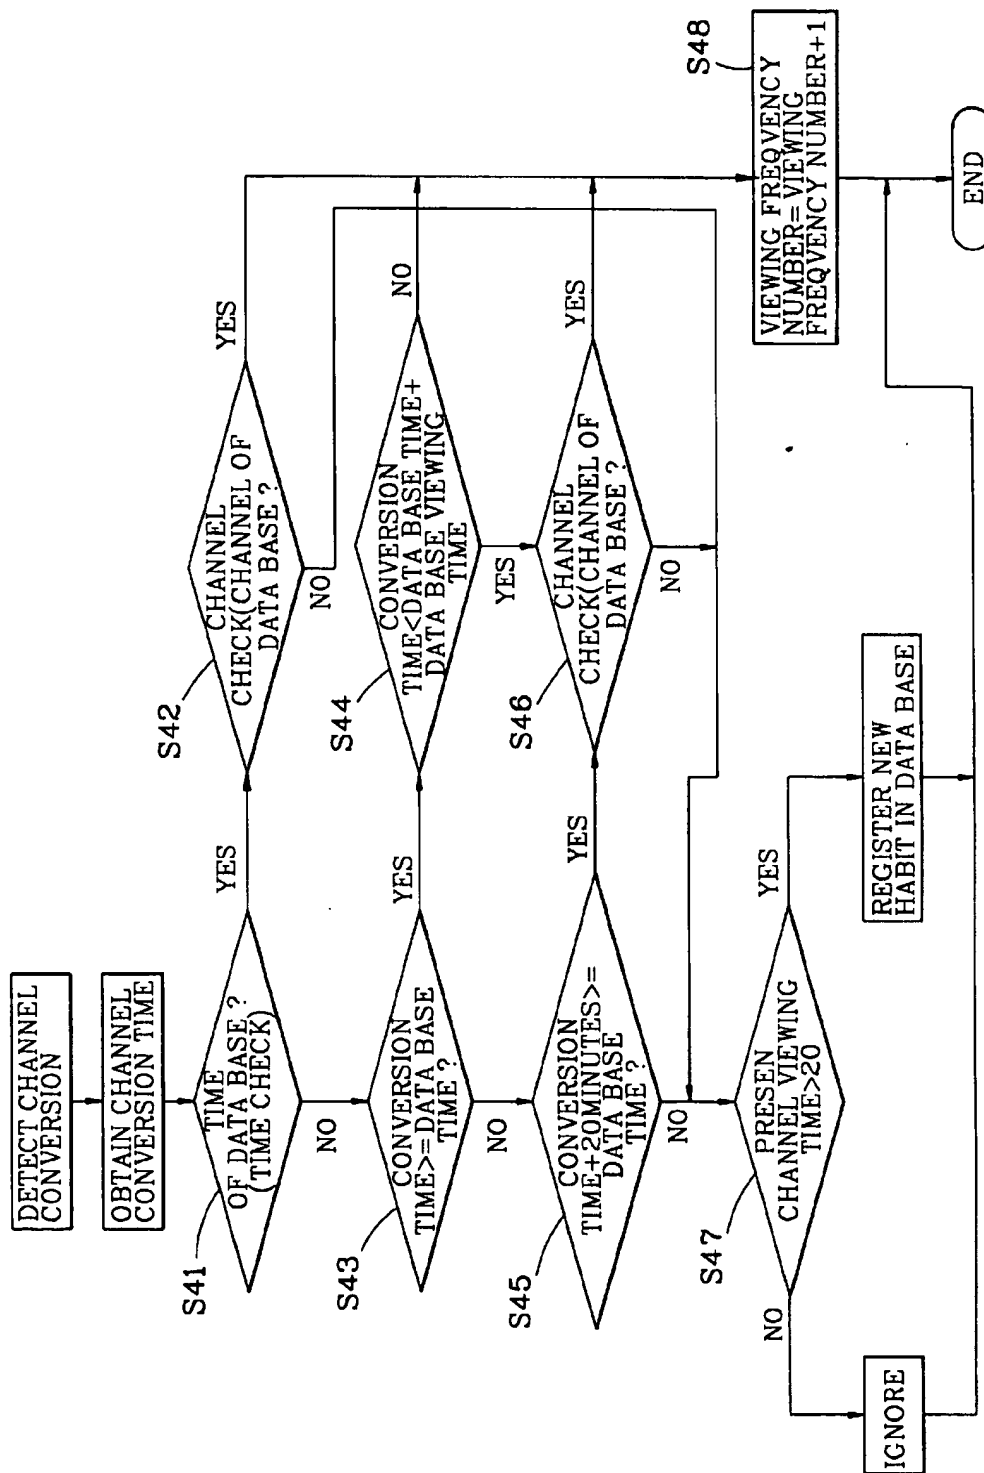 DETECT CHANNEL
CONVERSION
OBTAIN CHANNEL
CONVERSION TIME
S41
TIME
OF DATA BASE ?
(TIME CHECK)
YES
NO
S42
CHANNEL
CHECK(CHANNEL OF
DATA BASE ?
YES
NO
S43
CONVERSION
TIME>=DATA BASE
TIME ?
YES
NO
S44
CONVERSION
TIME<DATA BASE TIME+
DATA BASE VIEWING
TIME
NO
YES
S45
CONVERSION
TIME+20MINUTES>=
DATA BASE
TIME ?
YES
NO
S46
CHANNEL
CHECK(CHANNEL OF
DATA BASE ?
YES
NO
S47
PRESEN
CHANNEL VIEWING
TIME>20
YES
NO
REGISTER NEW
HABIT IN DATA BASE
IGNORE
S48
VIEWING FREQVENCY
NUMBER=VIEWING
FREQVENCY NUMBER+1
END